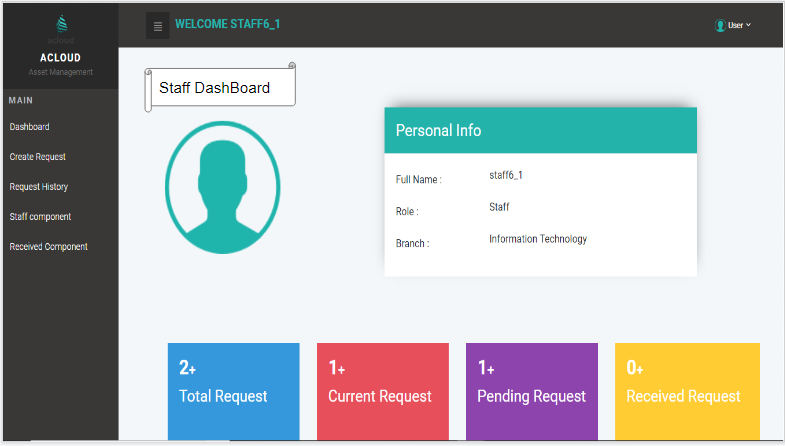 acloud
ACLOUD
Asset Management
MAIN
Dashboard
Create Request
Request History
Staff component
Received Component
WELCOME STAFF6_1
User
Staff DashBoard
Personal Info
Full Name : staff6_1
Role : Staff
Branch : Information Technology
2+
Total Request
1+
Current Request
1+
Pending Request
0+
Received Request